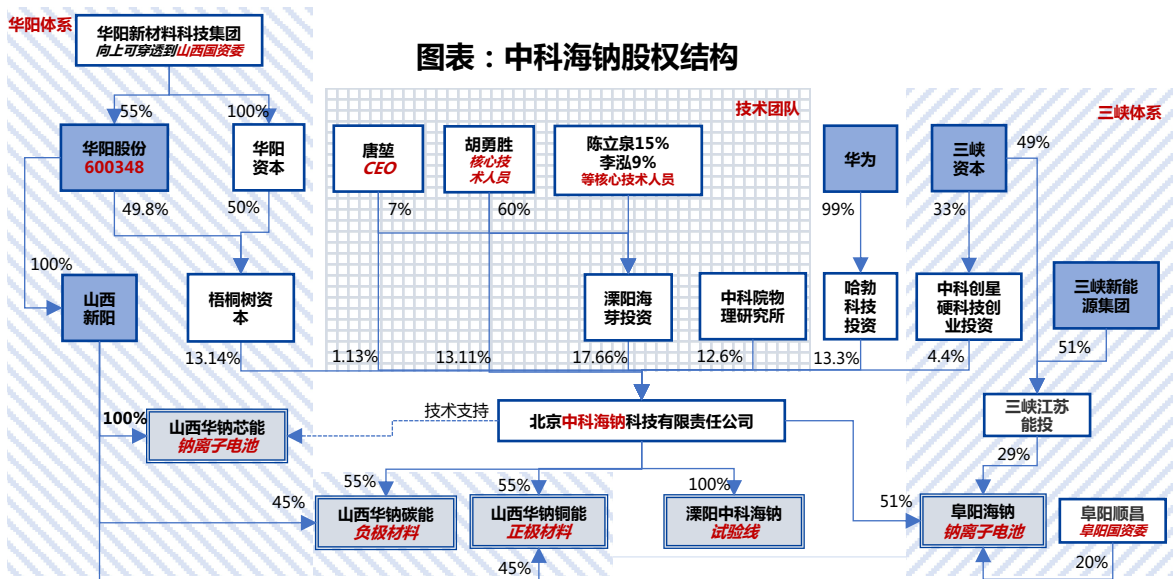 图表：中科海钠股权结构
华阳体系
华阳新材料科技集团
向上可穿透到山西国资委
55%
100%
华阳股份
600348
华阳
资本
49.8%
50%
100%
山西
新阳
梧桐树资
本
13.14%
技术团队
唐堃
CEO
胡勇胜
核心技
术人员
陈立泉15%
李泓9%
等核心技术人员
7%
60%
溧阳海
芽投资
中科院物
理研究所
1.13%
13.11%
17.66%
12.6%
华为
99%
哈勃
科技
投资
13.3%
三峡体系
三峡
资本
49%
33%
中科创星
硬科技创
业投资
三峡新能
源集团
4.4%
51%
三峡江苏
能投
29%
技术支持
北京中科海钠科技有限责任公司
100%
山西华钠芯能
钠离子电池
45%
55%
55%
100%
51%
山西华钠碳能
负极材料
山西华钠铜能
正极材料
溧阳中科海钠
试验线
阜阳海钠
钠离子电池
阜阳顺昌
阜阳国资委
45%
20%